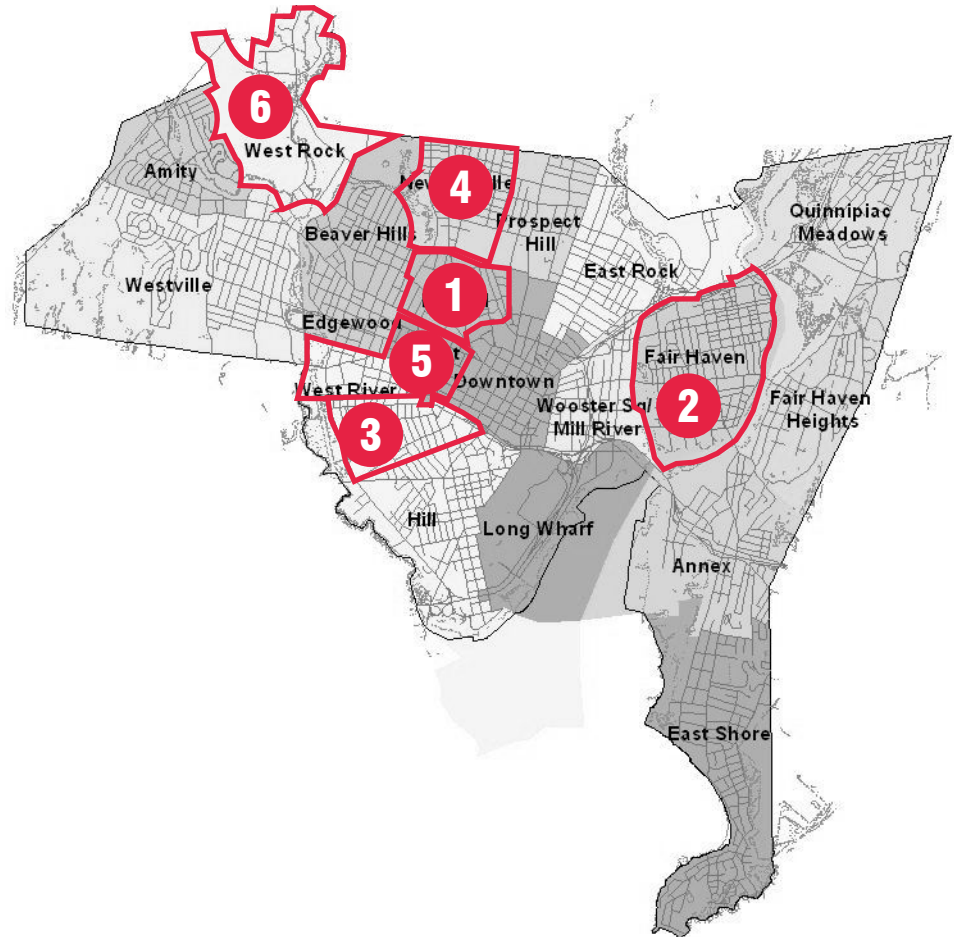 6
West Rock
Amity
4
Beaver Hills
Prospect
Hill
Quinnipiac
Meadows
East Rock
Westville
1
Edgewood
5
West River
Downtown
Fair Haven
2
Wooster Sq/
Mill River
Fair Haven
Heights
3
Hill
Long Wharf
Annex
East Shore